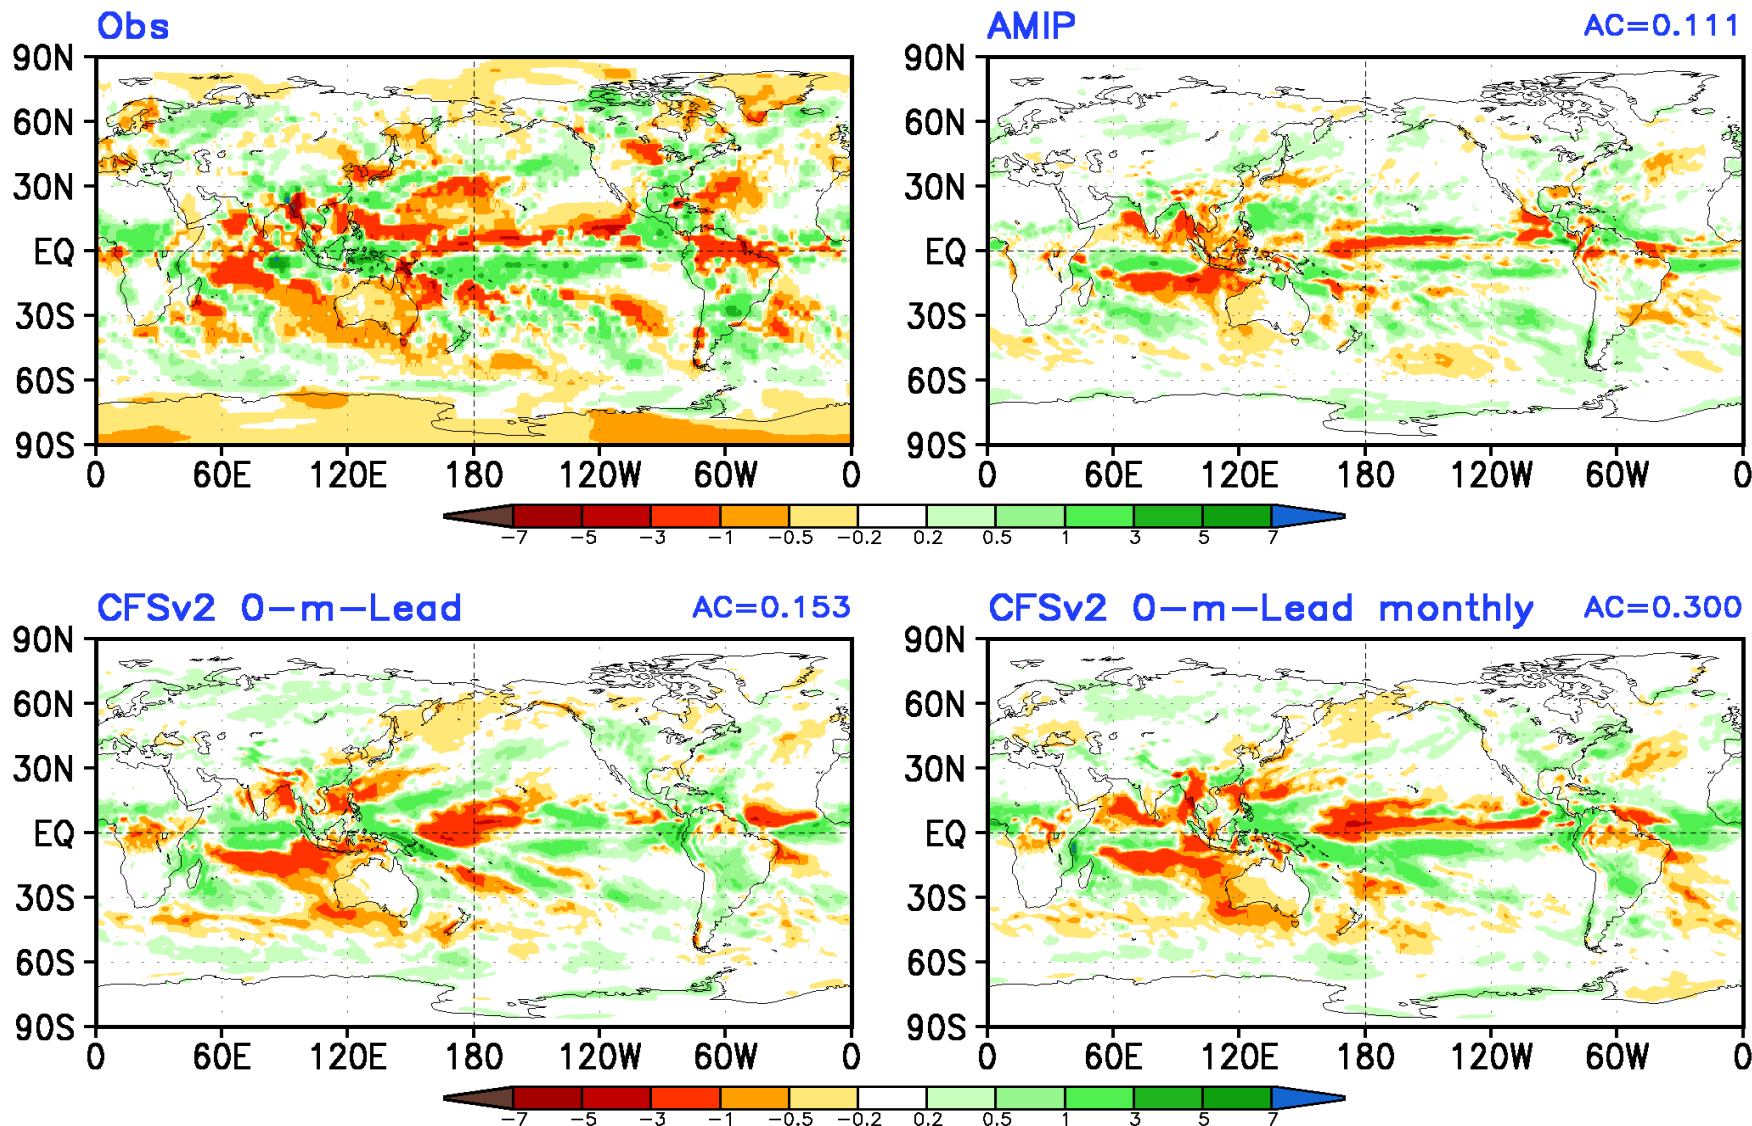 Obs
AMIP AC=0.111
90N 90N
60N 60N
30N 30N
EQ EQ
30S 30S
60S 60S
90S 90S
0 60E 120E 180 120W 60W 0 0 60E 120E 180 120W 60W 0
-7 -5 -3 -1 -0.5 -0.2 0.2 0.5 1 3 5 7
CFSv2 0-m-Lead AC=0.153
CFSv2 0-m-Lead monthly AC=0.300
90N 90N
60N 60N
30N 30N
EQ EQ
30S 30S
60S 60S
90S 90S
0 60E 120E 180 120W 60W 0 0 60E 120E 180 120W 60W 0
-7 -5 -3 -1 -0.5 -0.2 0.2 0.5 1 3 5 7